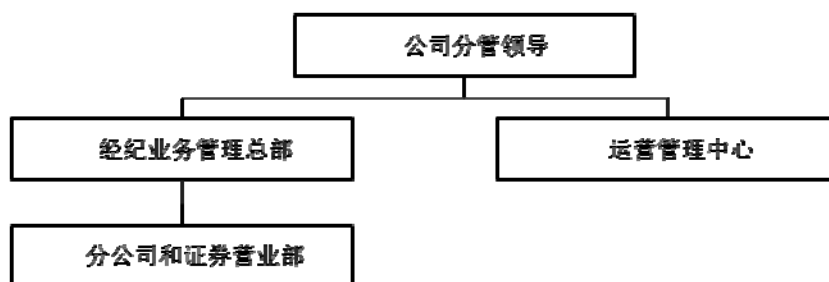 公司分管领导
经纪业务管理总部
运营管理中心
分公司和证券营业部